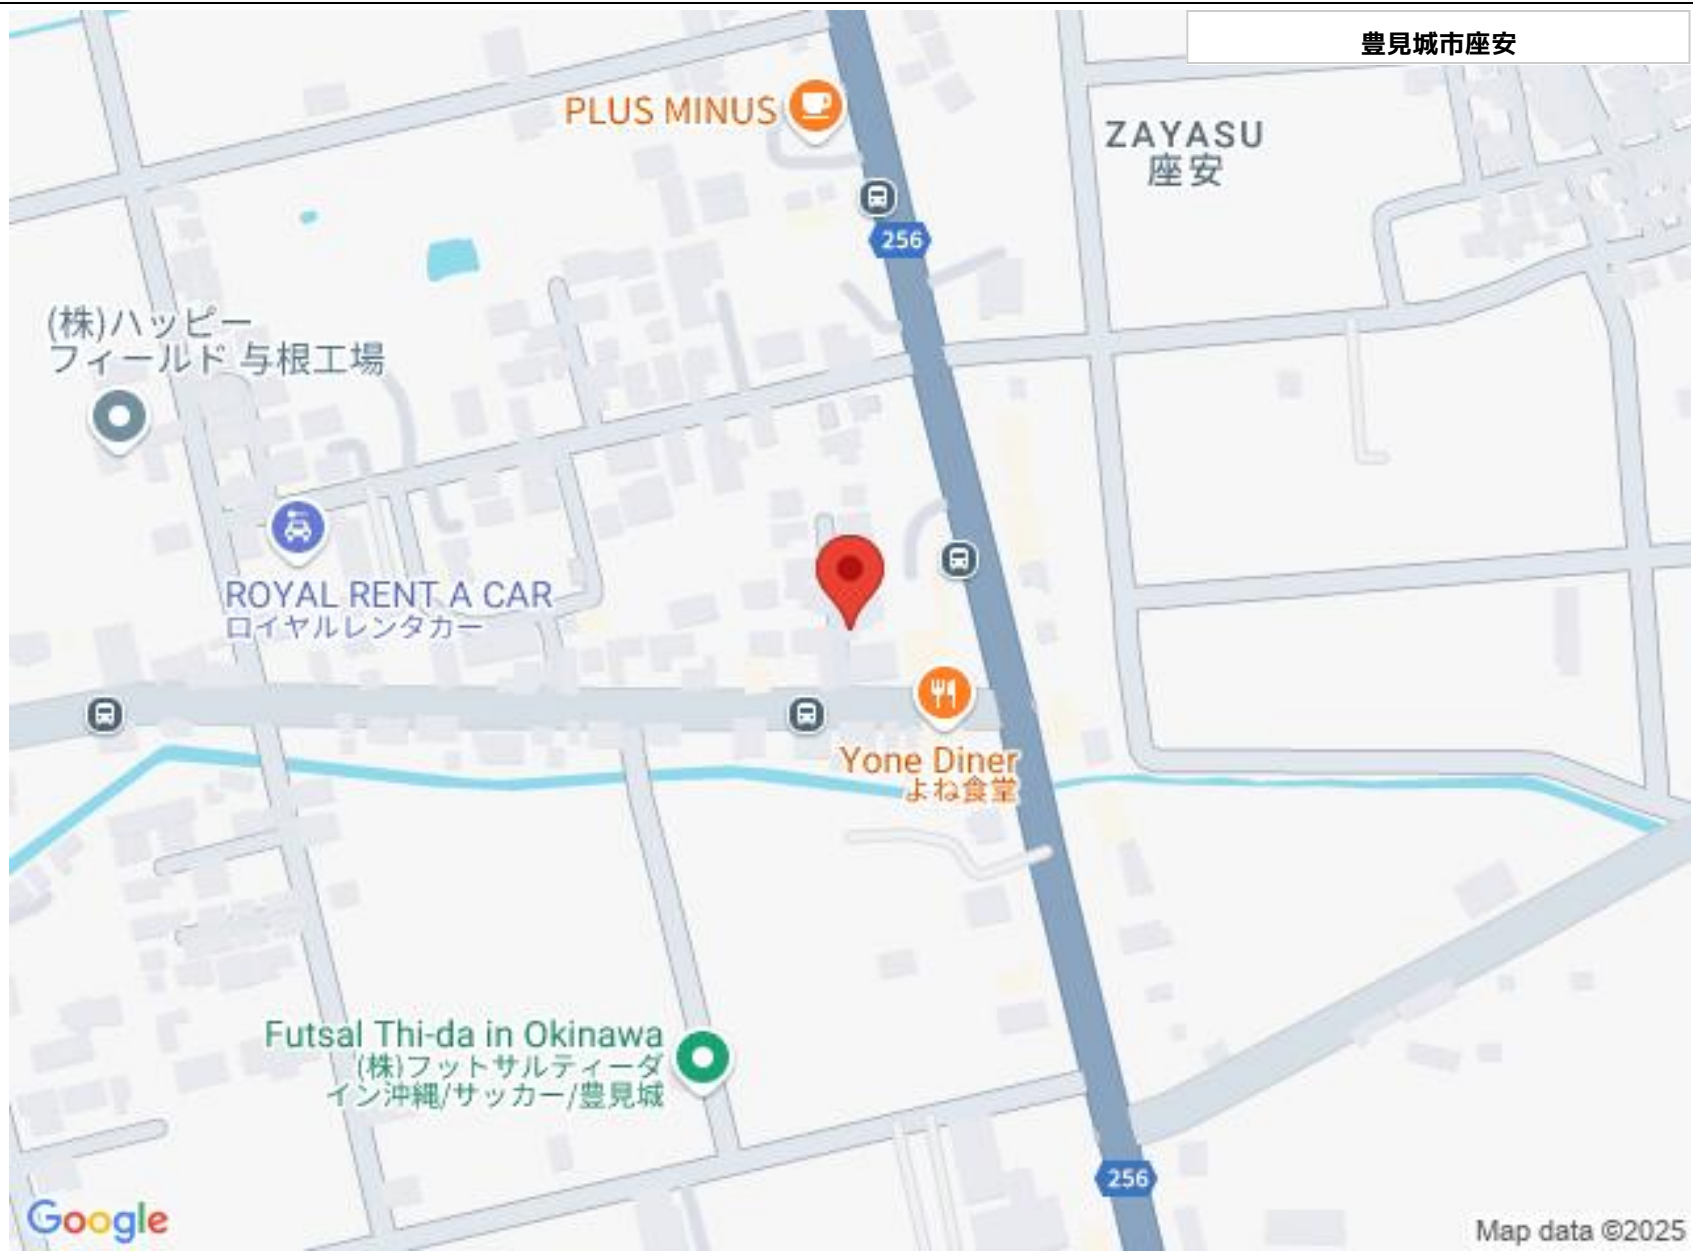 豊見城市座安
PLUS MINUS
ZAYASU
座安
256
(株)ハッピー
フィールド 与根工場
ROYAL RENT A CAR
ロイヤルレンタカー
Yone Diner
よね食堂
Futsal Thi-da in Okinawa
(株)フットサルティーダ
イン沖縄/サッカー/豊見城
256
Google
Map data ©2025